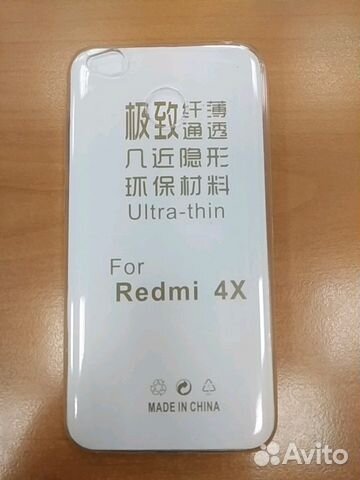 极致纤薄通透
几近隐形
环保材料
Ultra-thin
For
Redmi 4X
MADE IN CHINA
Avito